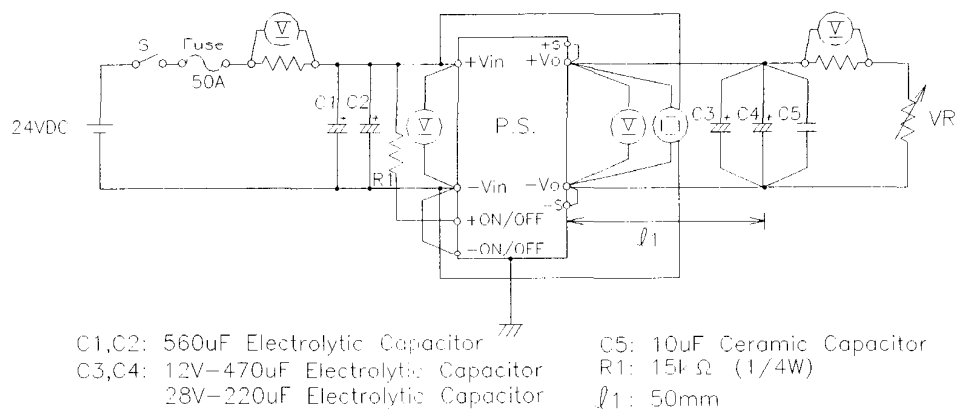 S
Fuse
50A
V
24VDC
C1
C2
R1
V
+Vin
-Vin
+ON/OFF
-ON/OFF
P.S.
+S
+Vo
-Vo
-S
V
C3
C4
C5
V
VR
ℓ1
C1,C2: 560uF Electrolytic Capacitor
C3,C4: 12V-470uF Electrolytic Capacitor
28V-220uF Electrolytic Capacitor
C5: 10uF Ceramic Capacitor
R1: 15kΩ (1/4W)
ℓ1: 50mm